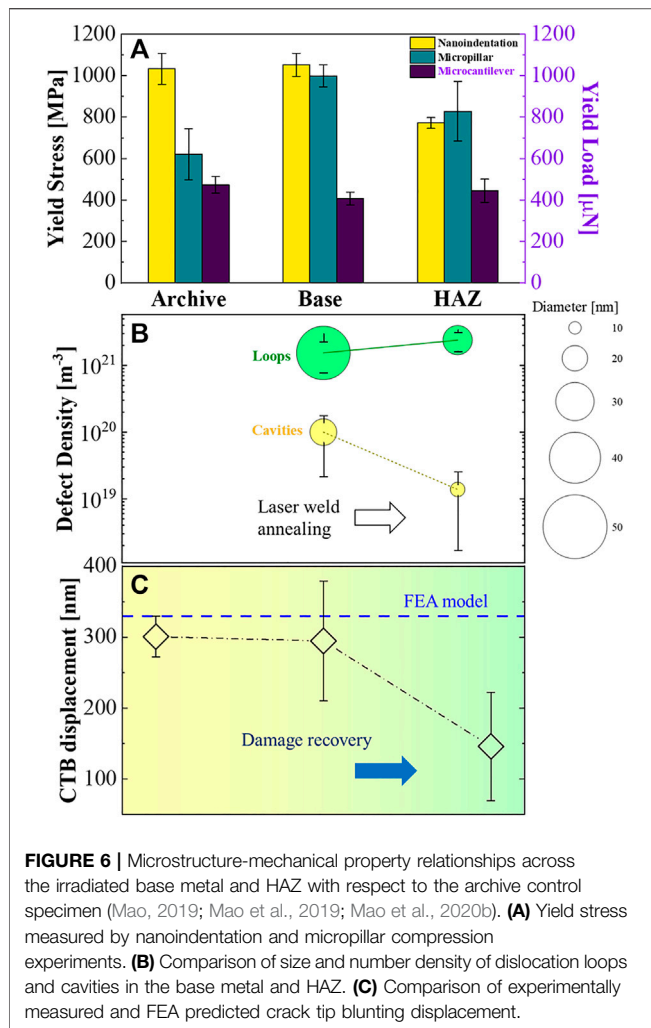 A
Nanoindentation
Micropillar
Microcantilever
Yield Stress [MPa]
1200
1000
800
600
400
200
0
Yield Load [μN]
1200
1000
800
600
400
200
0
Archive Base HAZ
B
Defect Density [m⁻³]
10²¹
10²⁰
10¹⁹
Loops
Cavities
Laser weld
annealing
Diameter [nm]
10
20
30
40
50
C
CTB displacement [nm]
400
300
200
100
FEA model
Damage recovery
FIGURE 6 | Microstructure-mechanical property relationships across
the irradiated base metal and HAZ with respect to the archive control
specimen (Mao, 2019; Mao et al., 2019; Mao et al., 2020b). (A) Yield stress
measured by nanoindentation and micropillar compression
experiments. (B) Comparison of size and number density of dislocation loops
and cavities in the base metal and HAZ. (C) Comparison of experimentally
measured and FEA predicted crack tip blunting displacement.